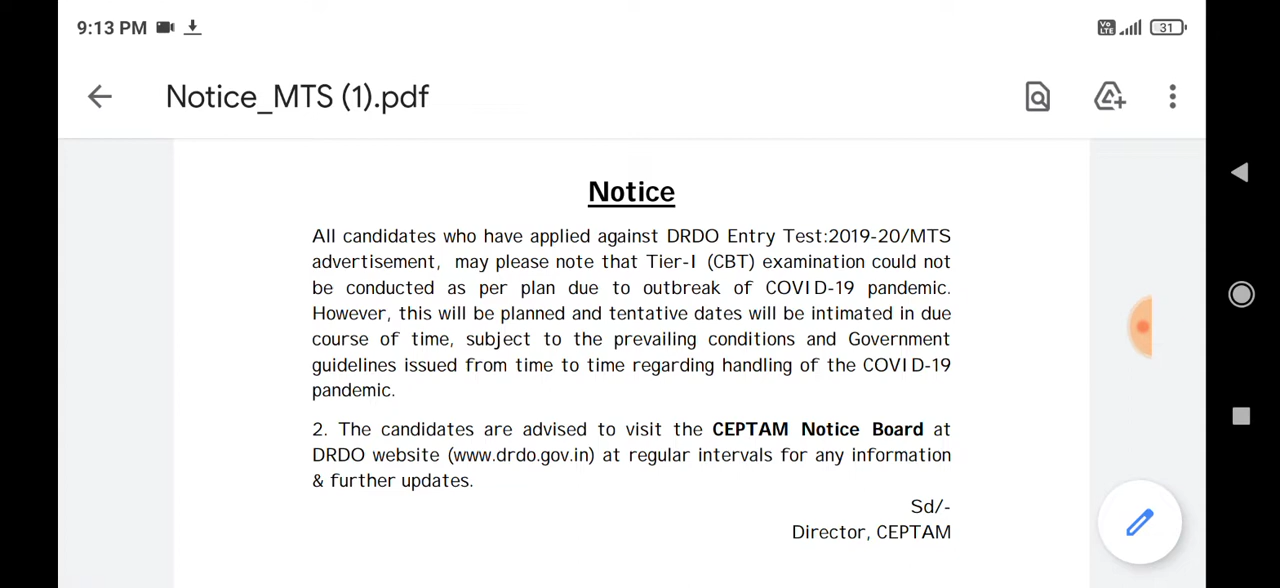 9:13 PM
Vo LTE
31
Notice_MTS (1).pdf
Notice
All candidates who have applied against DRDO Entry Test:2019-20/MTS
advertisement, may please note that Tier-I (CBT) examination could not
be conducted as per plan due to outbreak of COVID-19 pandemic.
However, this will be planned and tentative dates will be intimated in due
course of time, subject to the prevailing conditions and Government
guidelines issued from time to time regarding handling of the COVID-19
pandemic.
2. The candidates are advised to visit the CEPTAM Notice Board at
DRDO website (www.drdo.gov.in) at regular intervals for any information
& further updates.
Sd/-
Director, CEPTAM